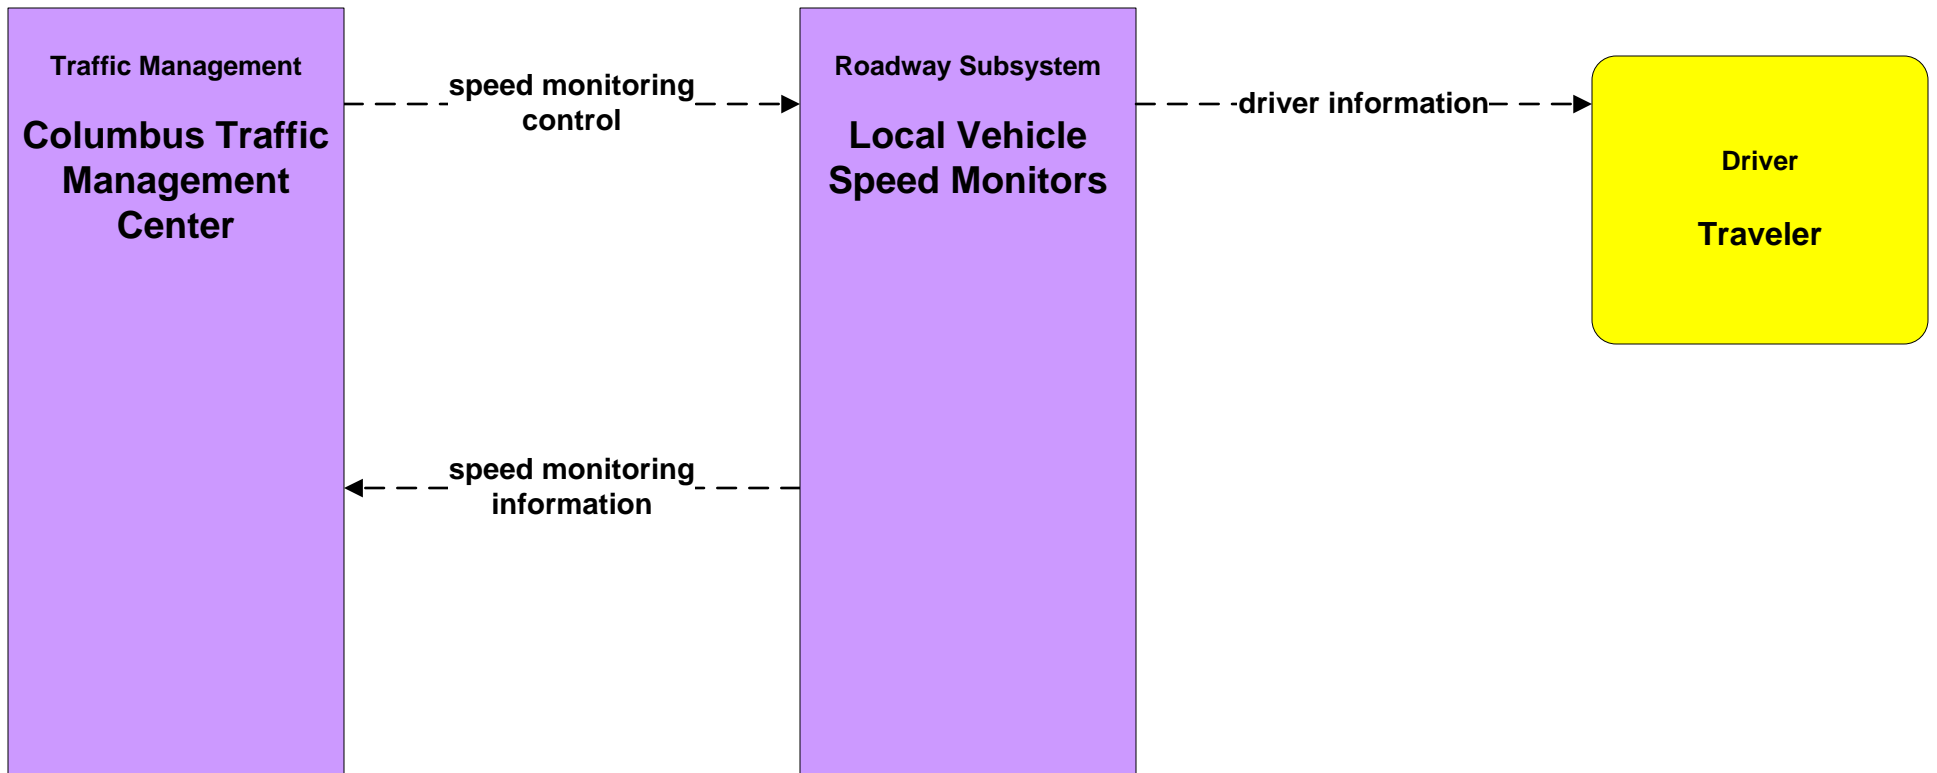 Traffic Management
Columbus Traffic
Management
Center
speed monitoring
control
speed monitoring
information
Roadway Subsystem
Local Vehicle
Speed Monitors
driver information
Driver
Traveler